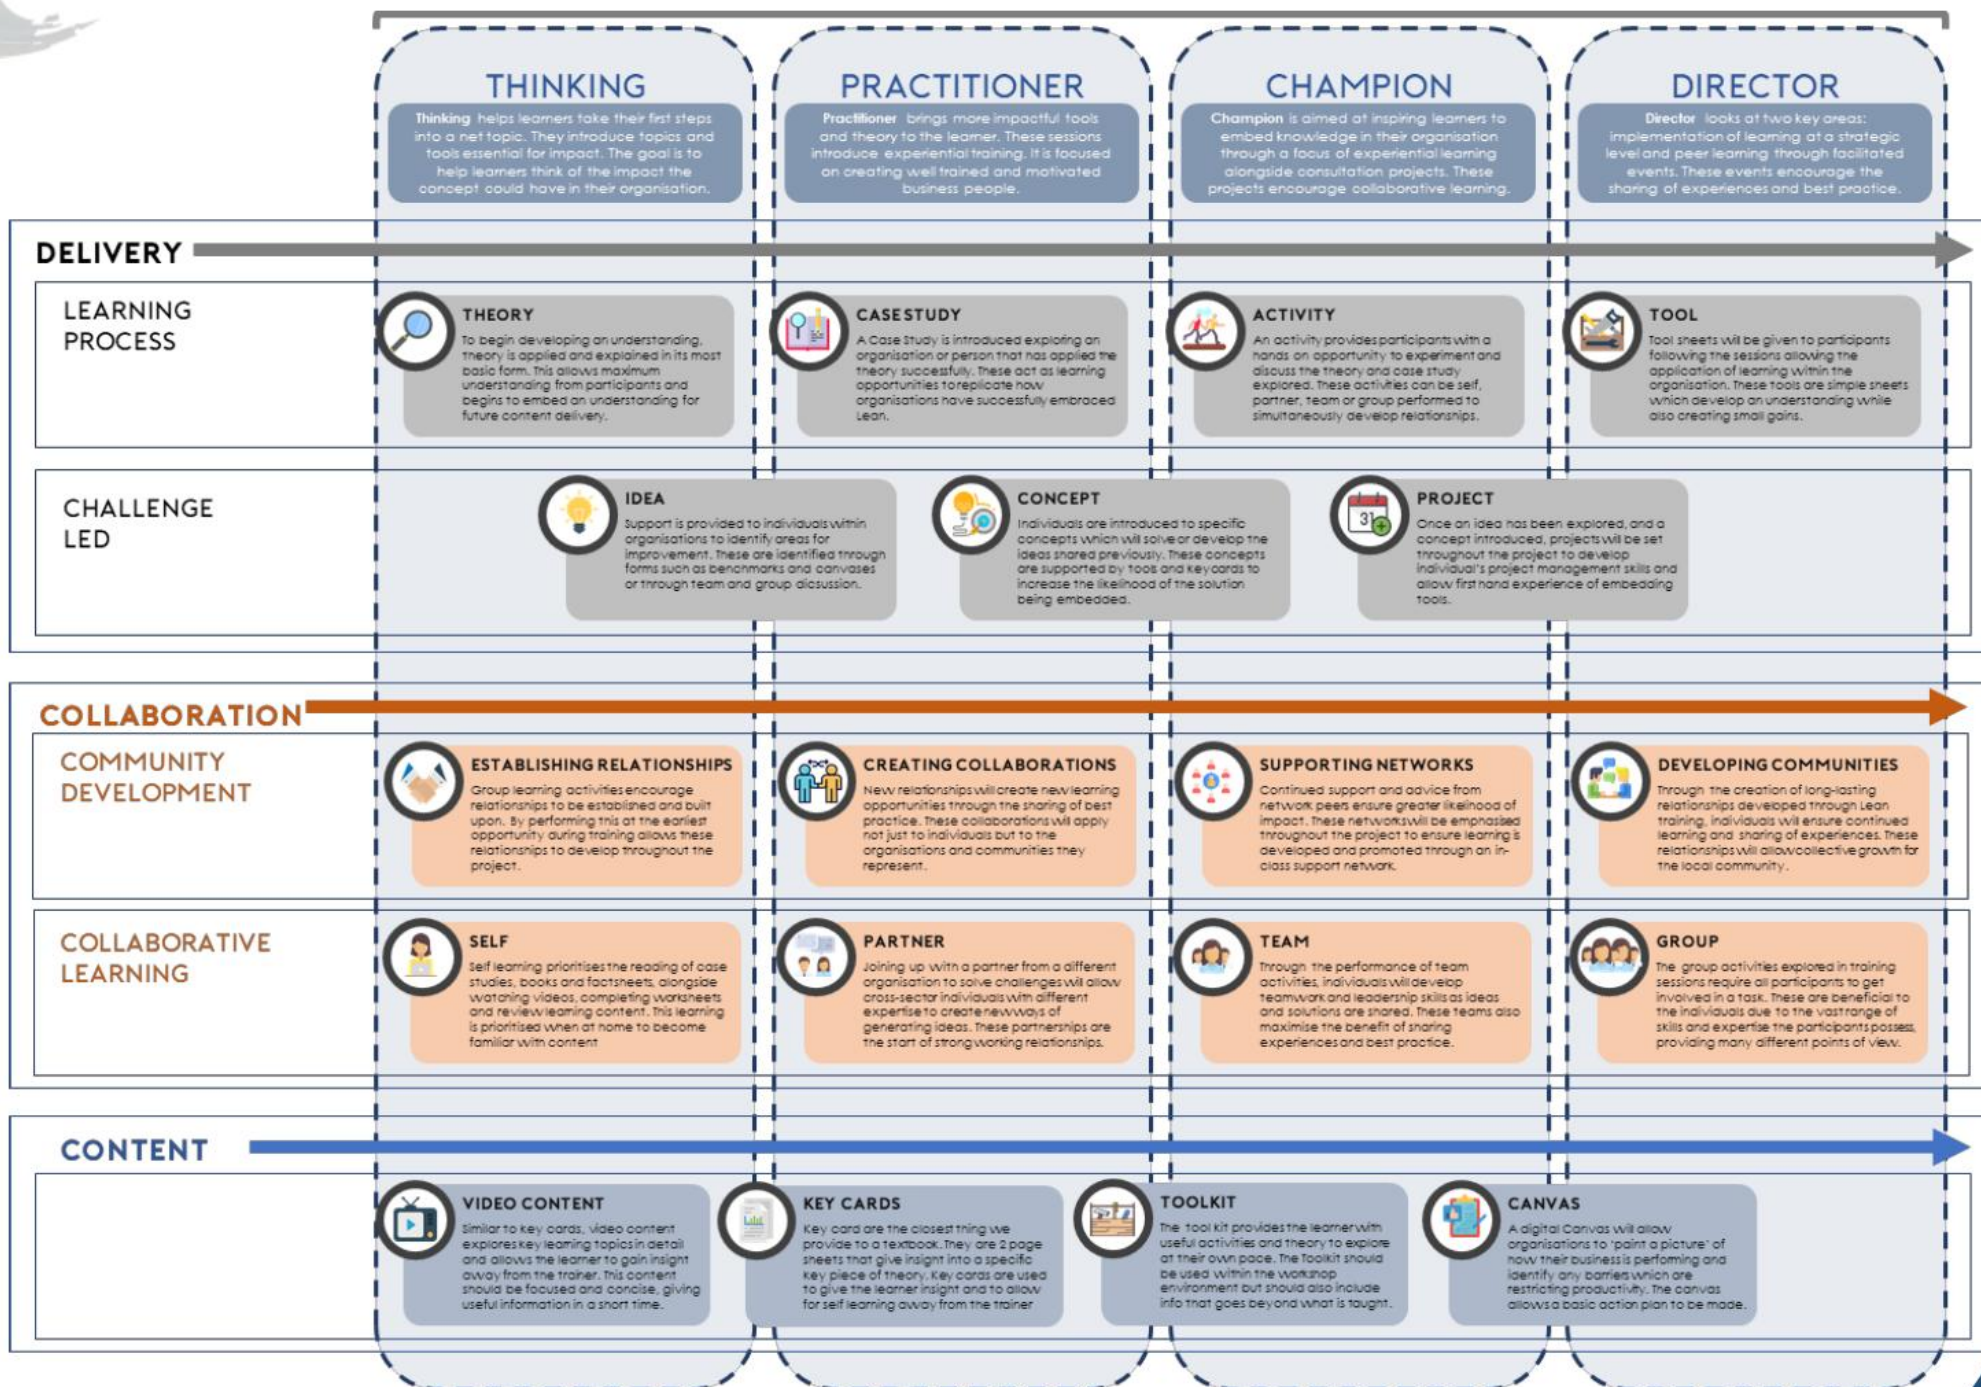 THINKING
Thinking helps learners take their first steps
into a net topic. They introduce topics and
tools essential for impact. The goal is to
help learners think of the impact the
concept could have in their organisation.
PRACTITIONER
Practitioner brings more impactful tools
and theory to the learner. These sessions
introduce experiential training. It is focused
on creating well trained and motivated
business people.
CHAMPION
Champion is aimed at inspiring learners to
embed knowledge in their organisation
through a focus of experiential learning
alongside consultation projects. These
projects encourage collaborative learning.
DIRECTOR
Director looks at two key areas:
implementation of learning at a strategic
level and peer learning through facilitated
events. These events encourage the
sharing of experiences and best practice.
DELIVERY
LEARNING
PROCESS
THEORY
To begin developing an understanding,
theory is applied and explained in its most
basic form. This allows maximum
understanding from participants and
begins to embed an understanding for
future content delivery.
CASE STUDY
A Case Study is introduced exploring an
organisation or person that has applied the
theory successfully. These act as learning
opportunities to replicate how
organisations have successfully embraced
Lean.
ACTIVITY
An activity provides participants with a
hands on opportunity to experiment and
discuss the theory and case study
explored. These activities can be self,
partner, team or group performed to
simultaneously develop relationships.
TOOL
Tool sheets will be given to participants
following the sessions allowing the
application of learning within the
organisation. These tools are simple sheets
which develop an understanding while
also creating small gains.
CHALLENGE
LED
IDEA
Support is provided to individuals within
organisations to identify areas for
improvement. These are identified through
forms such as benchmarks and canvases
or through team and group dicsussion.
CONCEPT
Individuals are introduced to specific
concepts which will solve or develop the
ideas shared previously. These concepts
are supported by tools and key cards to
increase the likelihood of the solution
being embedded.
31
PROJECT
Once an idea has been explored, and a
concept introduced, projects will be set
throughout the project to develop
individual's project management skills and
allow first hand experience of embedding
tools.
COLLABORATION
COMMUNITY
DEVELOPMENT
ESTABLISHING RELATIONSHIPS
Group learning activities encourage
relationships to be established and built
upon. By performing this at the earliest
opportunity during training allows these
relationships to develop throughout the
project.
CREATING COLLABORATIONS
New relationships will create new learning
opportunities through the sharing of best
practice. These collaborations will apply
not just to individuals but to the
organisations and communities they
represent.
SUPPORTING NETWORKS
Continued support and advice from
network peers ensure greater likelihood of
impact. These networks will be emphasised
throughout the project to ensure learning is
developed and promoted through an in-
class support network.
DEVELOPING COMMUNITIES
Through the creation of long-lasting
relationships developed through Lean
training, individuals will ensure continued
learning and sharing of experiences. These
relationships will allow collective growth for
the local community.
COLLABORATIVE
LEARNING
SELF
Self learning prioritises the reading of case
studies, books and factsheets, alongside
watching videos, completing worksheets
and review learning content. This learning
is prioritised when at home to become
familiar with content
PARTNER
Joining up with a partner from a different
organisation to solve challenges will allow
cross-sector individuals with different
expertise to create new ways of
generating ideas. These partnerships are
the start of strong working relationships.
TEAM
Through the performance of team
activities, individuals will develop
teamwork and leadership skills as ideas
and solutions are shared. These teams also
maximise the benefit of sharing
experiences and best practice.
GROUP
The group activities explored in training
sessions require all participants to get
involved in a task. These are beneficial to
the individuals due to the vast range of
skills and expertise the participants possess,
providing many different points of view.
CONTENT
VIDEO CONTENT
Similar to key cards, video content
explores key learning topics in detail
and allows the learner to gain insight
away from the trainer. This content
should be focused and concise, giving
useful information in a short time.
KEY CARDS
Key card are the closest thing we
provide to a textbook. They are 2 page
sheets that give insight into a specific
key piece of theory. Key cards are used
to give the learner insight and to allow
for self learning away from the trainer
TOOLKIT
The tool kit provides the learner with
useful activities and theory to explore
at their own pace. The Toolkit should
be used within the workshop
environment but should also include
info that goes beyond what is taught.
CANVAS
A digital Canvas will allow
organisations to 'paint a picture' of
how their business is performing and
identify any barries which are
restricting productivity. The canvas
allows a basic action plan to be made.